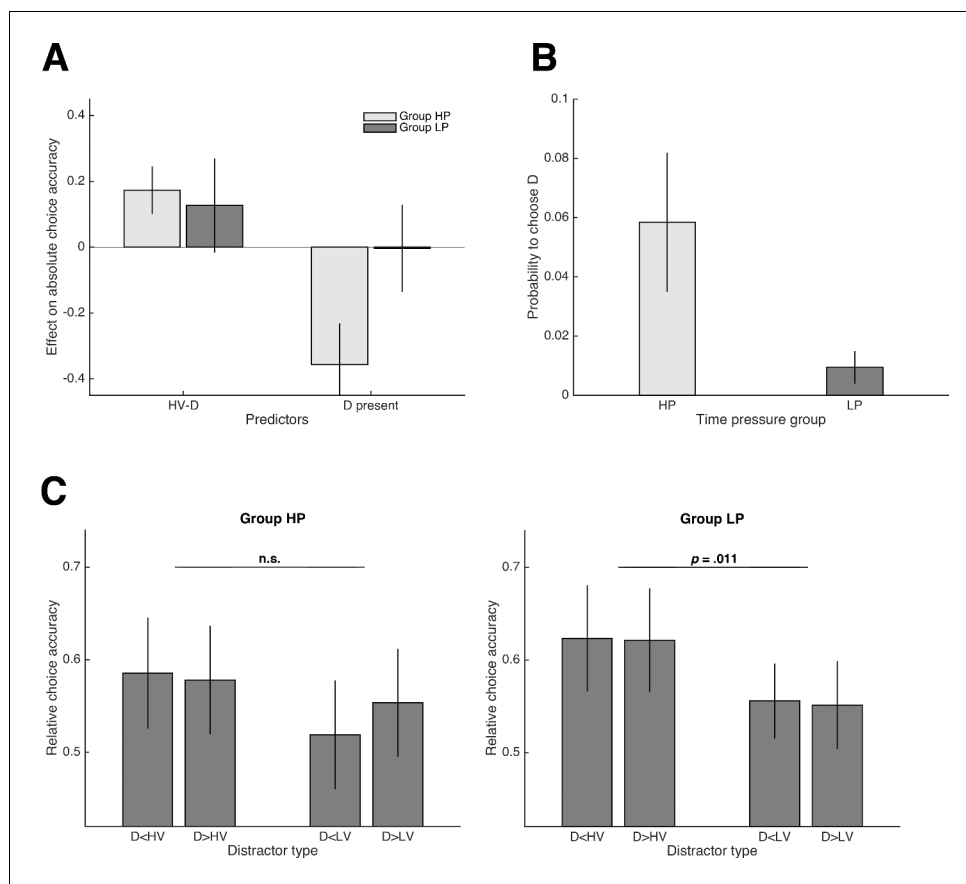 A
Effect on absolute choice accuracy
0.4
0.2
0
-0.2
-0.4
HV-D
D present
Predictors
Group HP
Group LP
B
Probability to choose D
0.1
0.08
0.06
0.04
0.02
0
HP
LP
Time pressure group
C
Group HP
n.s.
Relative choice accuracy
0.7
0.6
0.5
D<HV
D>HV
D<LV
D>LV
Distractor type
Group LP
p = .011
Relative choice accuracy
0.7
0.6
0.5
D<HV
D>HV
D<LV
D>LV
Distractor type